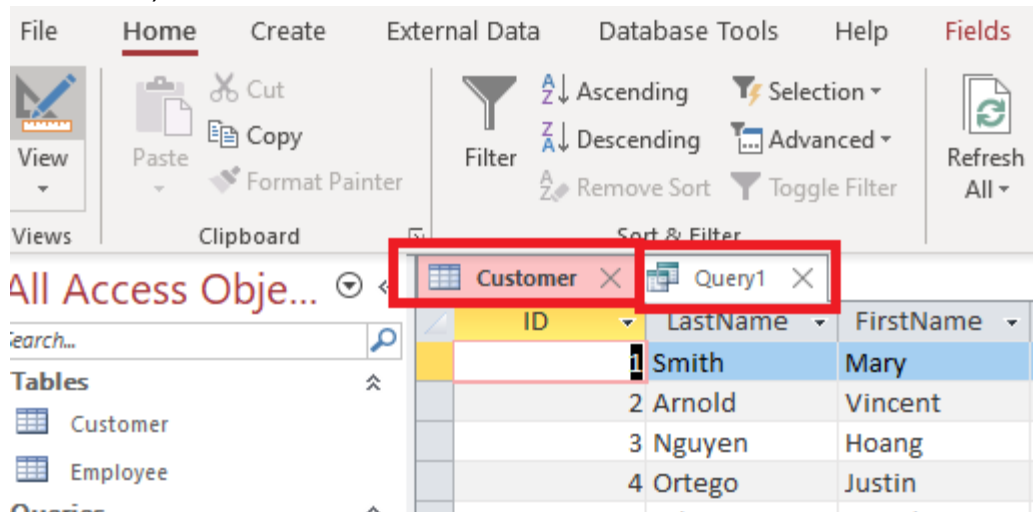 File Home Create External Data Database Tools Help Fields
Cut Ascending Selection
Copy Descending Advanced
View Paste Filter Refresh
Format Painter Remove Sort Toggle Filter All
Views Clipboard Sort & Filter
All Access Obje... «
Customer Query1
ID LastName FirstName
Search...
1 Smith Mary
Tables
2 Arnold Vincent
Customer
3 Nguyen Hoang
Employee
4 Ortego Justin
Queries